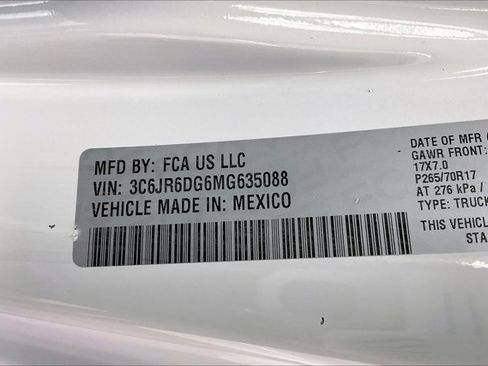 MFD BY: FCA US LLC
VIN: 3C6JR6DG6MG635088
VEHICLE MADE IN: MEXICO
DATE OF MFR
GAWR FRONT:
17X7.0
P265/70R17
AT 276 kPa /
TYPE: TRUCK
THIS VEHICL
STA